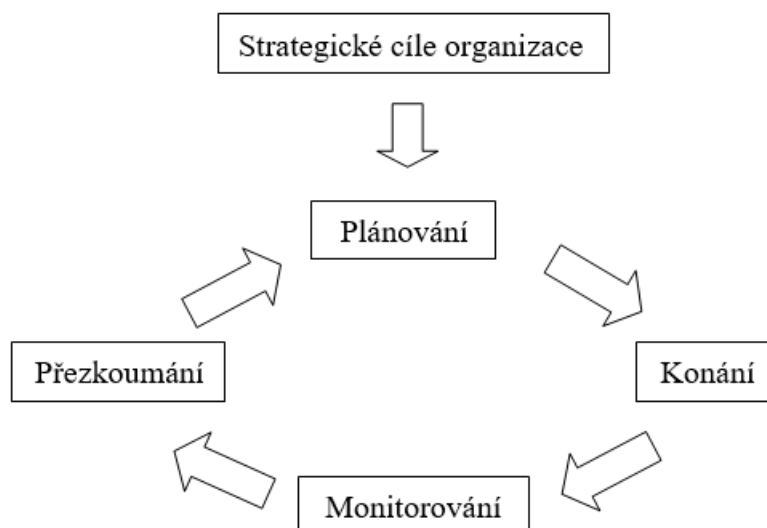 Strategické cíle organizace
Plánování
Přezkoumání
Konání
Monitorování